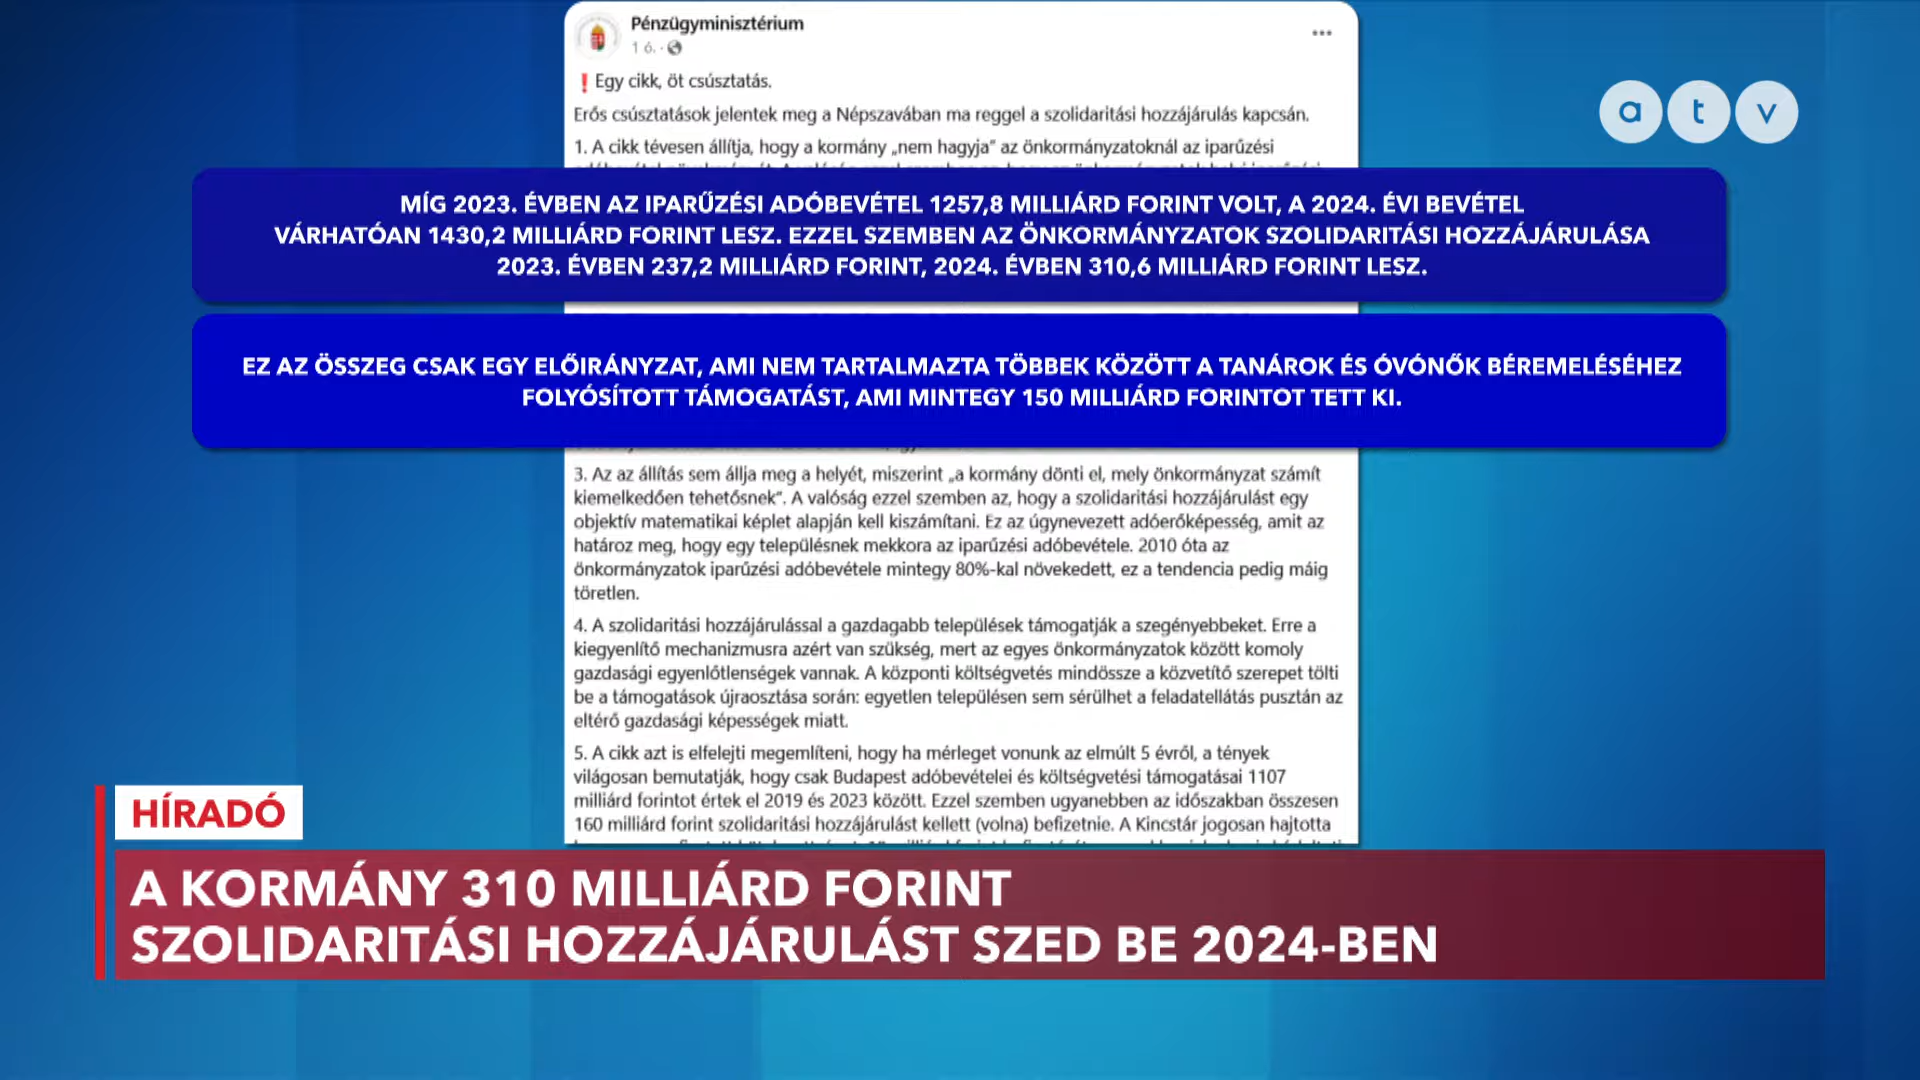 Pénzügyminisztérium
1 ó.
Egy cikk, öt csúsztatás.
Erős csúsztatások jelentek meg a Népszavában ma reggel a szolidaritási hozzájárulás kapcsán.
1. A cikk tévesen állítja, hogy a kormány „nem hagyja” az önkormányzatoknál az iparűzési
a t v
MÍG 2023. ÉVBEN AZ IPARŰZÉSI ADÓBEVÉTEL 1257,8 MILLIÁRD FORINT VOLT, A 2024. ÉVI BEVÉTEL
VÁRHATÓAN 1430,2 MILLIÁRD FORINT LESZ. EZZEL SZEMBEN AZ ÖNKORMÁNYZATOK SZOLIDARITÁSI HOZZÁJÁRULÁSA
2023. ÉVBEN 237,2 MILLIÁRD FORINT, 2024. ÉVBEN 310,6 MILLIÁRD FORINT LESZ.
EZ AZ ÖSSZEG CSAK EGY ELŐIRÁNYZAT, AMI NEM TARTALMAZTA TÖBBEK KÖZÖTT A TANÁROK ÉS ÓVÓNŐK BÉREMELÉSÉHEZ
FOLYÓSÍTOTT TÁMOGATÁST, AMI MINTEGY 150 MILLIÁRD FORINTOT TETT KI.
3. Az az állítás sem állja meg a helyét, miszerint „a kormány dönti el, mely önkormányzat számít
kiemelkedően tehetősnek”. A valóság ezzel szemben az, hogy a szolidaritási hozzájárulást egy
objektív matematikai képlet alapján kell kiszámítani. Ez az úgynevezett adóerőképesség, amit az
határoz meg, hogy egy településnek mekkora az iparűzési adóbevétele. 2010 óta az
önkormányzatok iparűzési adóbevétele mintegy 80%-kal növekedett, ez a tendencia pedig máig
töretlen.
4. A szolidaritási hozzájárulással a gazdagabb települések támogatják a szegényebbeket. Erre a
kiegyenlítő mechanizmusra azért van szükség, mert az egyes önkormányzatok között komoly
gazdasági egyenlőtlenségek vannak. A központi költségvetés mindössze a közvetítő szerepet tölti
be a támogatások újraosztása során: egyetlen településen sem sérülhet a feladatellátás pusztán az
eltérő gazdasági képességek miatt.
5. A cikk azt is elfelejti megemlíteni, hogy ha mérleget vonunk az elmúlt 5 évről, a tények
világosan bemutatják, hogy csak Budapest adóbevételei és költségvetési támogatásai 1107
milliárd forintot értek el 2019 és 2023 között. Ezzel szemben ugyanebben az időszakban összesen
160 milliárd forint szolidaritási hozzájárulást kellett (volna) befizetnie. A Kincstár jogosan hajtotta
HÍRADÓ
A KORMÁNY 310 MILLIÁRD FORINT
SZOLIDARITÁSI HOZZÁJÁRULÁST SZED BE 2024-BEN